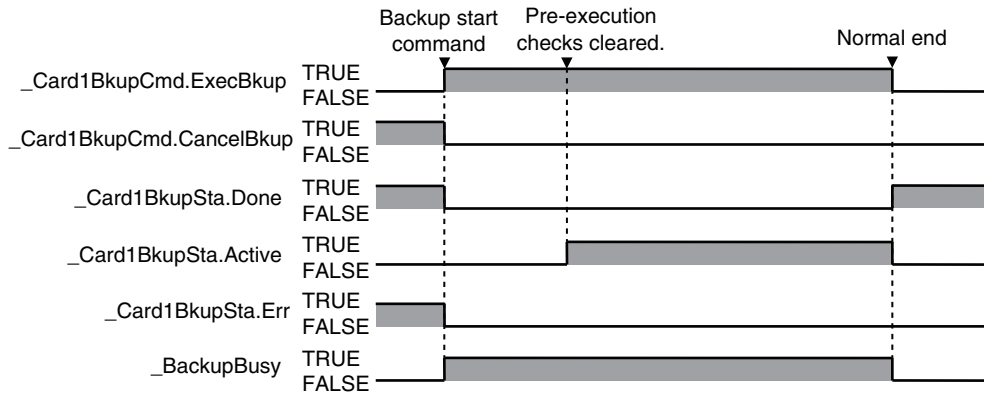 Backup start
command
Pre-execution
checks cleared.
Normal end
_Card1BkupCmd.ExecBkup
TRUE
FALSE
_Card1BkupCmd.CancelBkup
TRUE
FALSE
_Card1BkupSta.Done
TRUE
FALSE
_Card1BkupSta.Active
TRUE
FALSE
_Card1BkupSta.Err
TRUE
FALSE
_BackupBusy
TRUE
FALSE